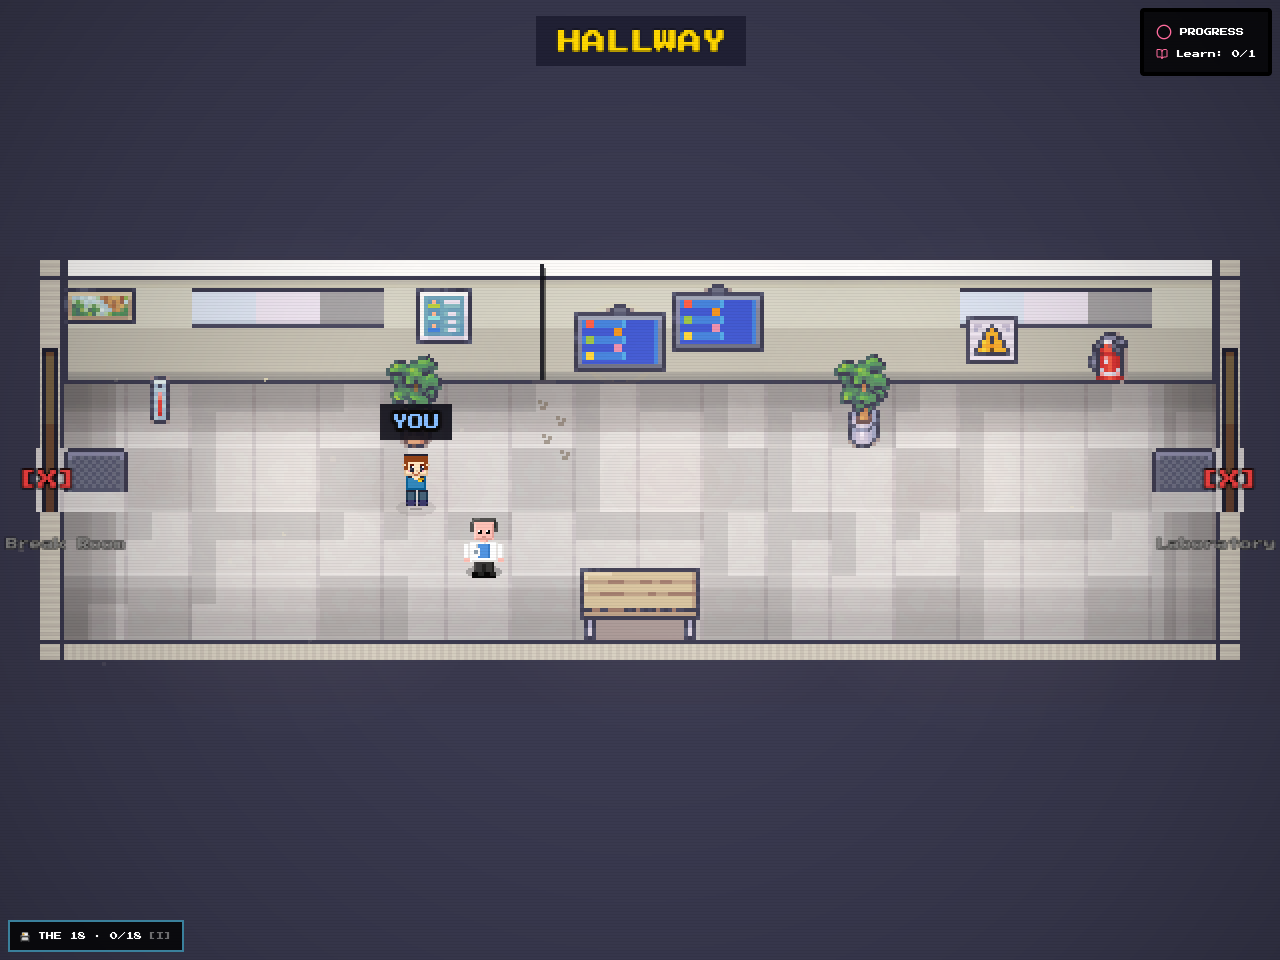 HALLWAY
PROGRESS
Learn: 0/1
YOU
[X]
[X]
Break Room
Laboratory
THE 18 · 0/18 [I]